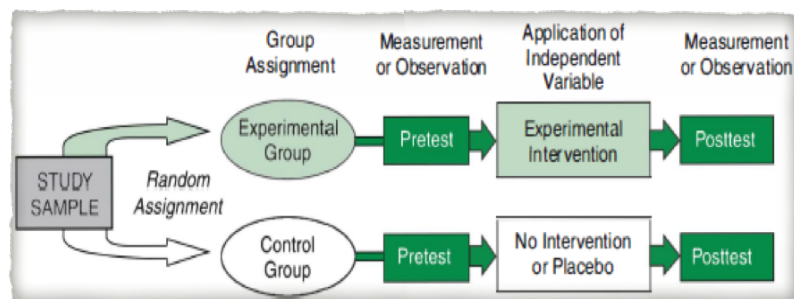 Group
Assignment
Measurement
or Observation
Application of
Independent
Variable
Measurement
or Observation
Experimental
Group
Pretest
Experimental
Intervention
Posttest
STUDY
SAMPLE
Random
Assignment
Control
Group
Pretest
No Intervention
or Placebo
Posttest